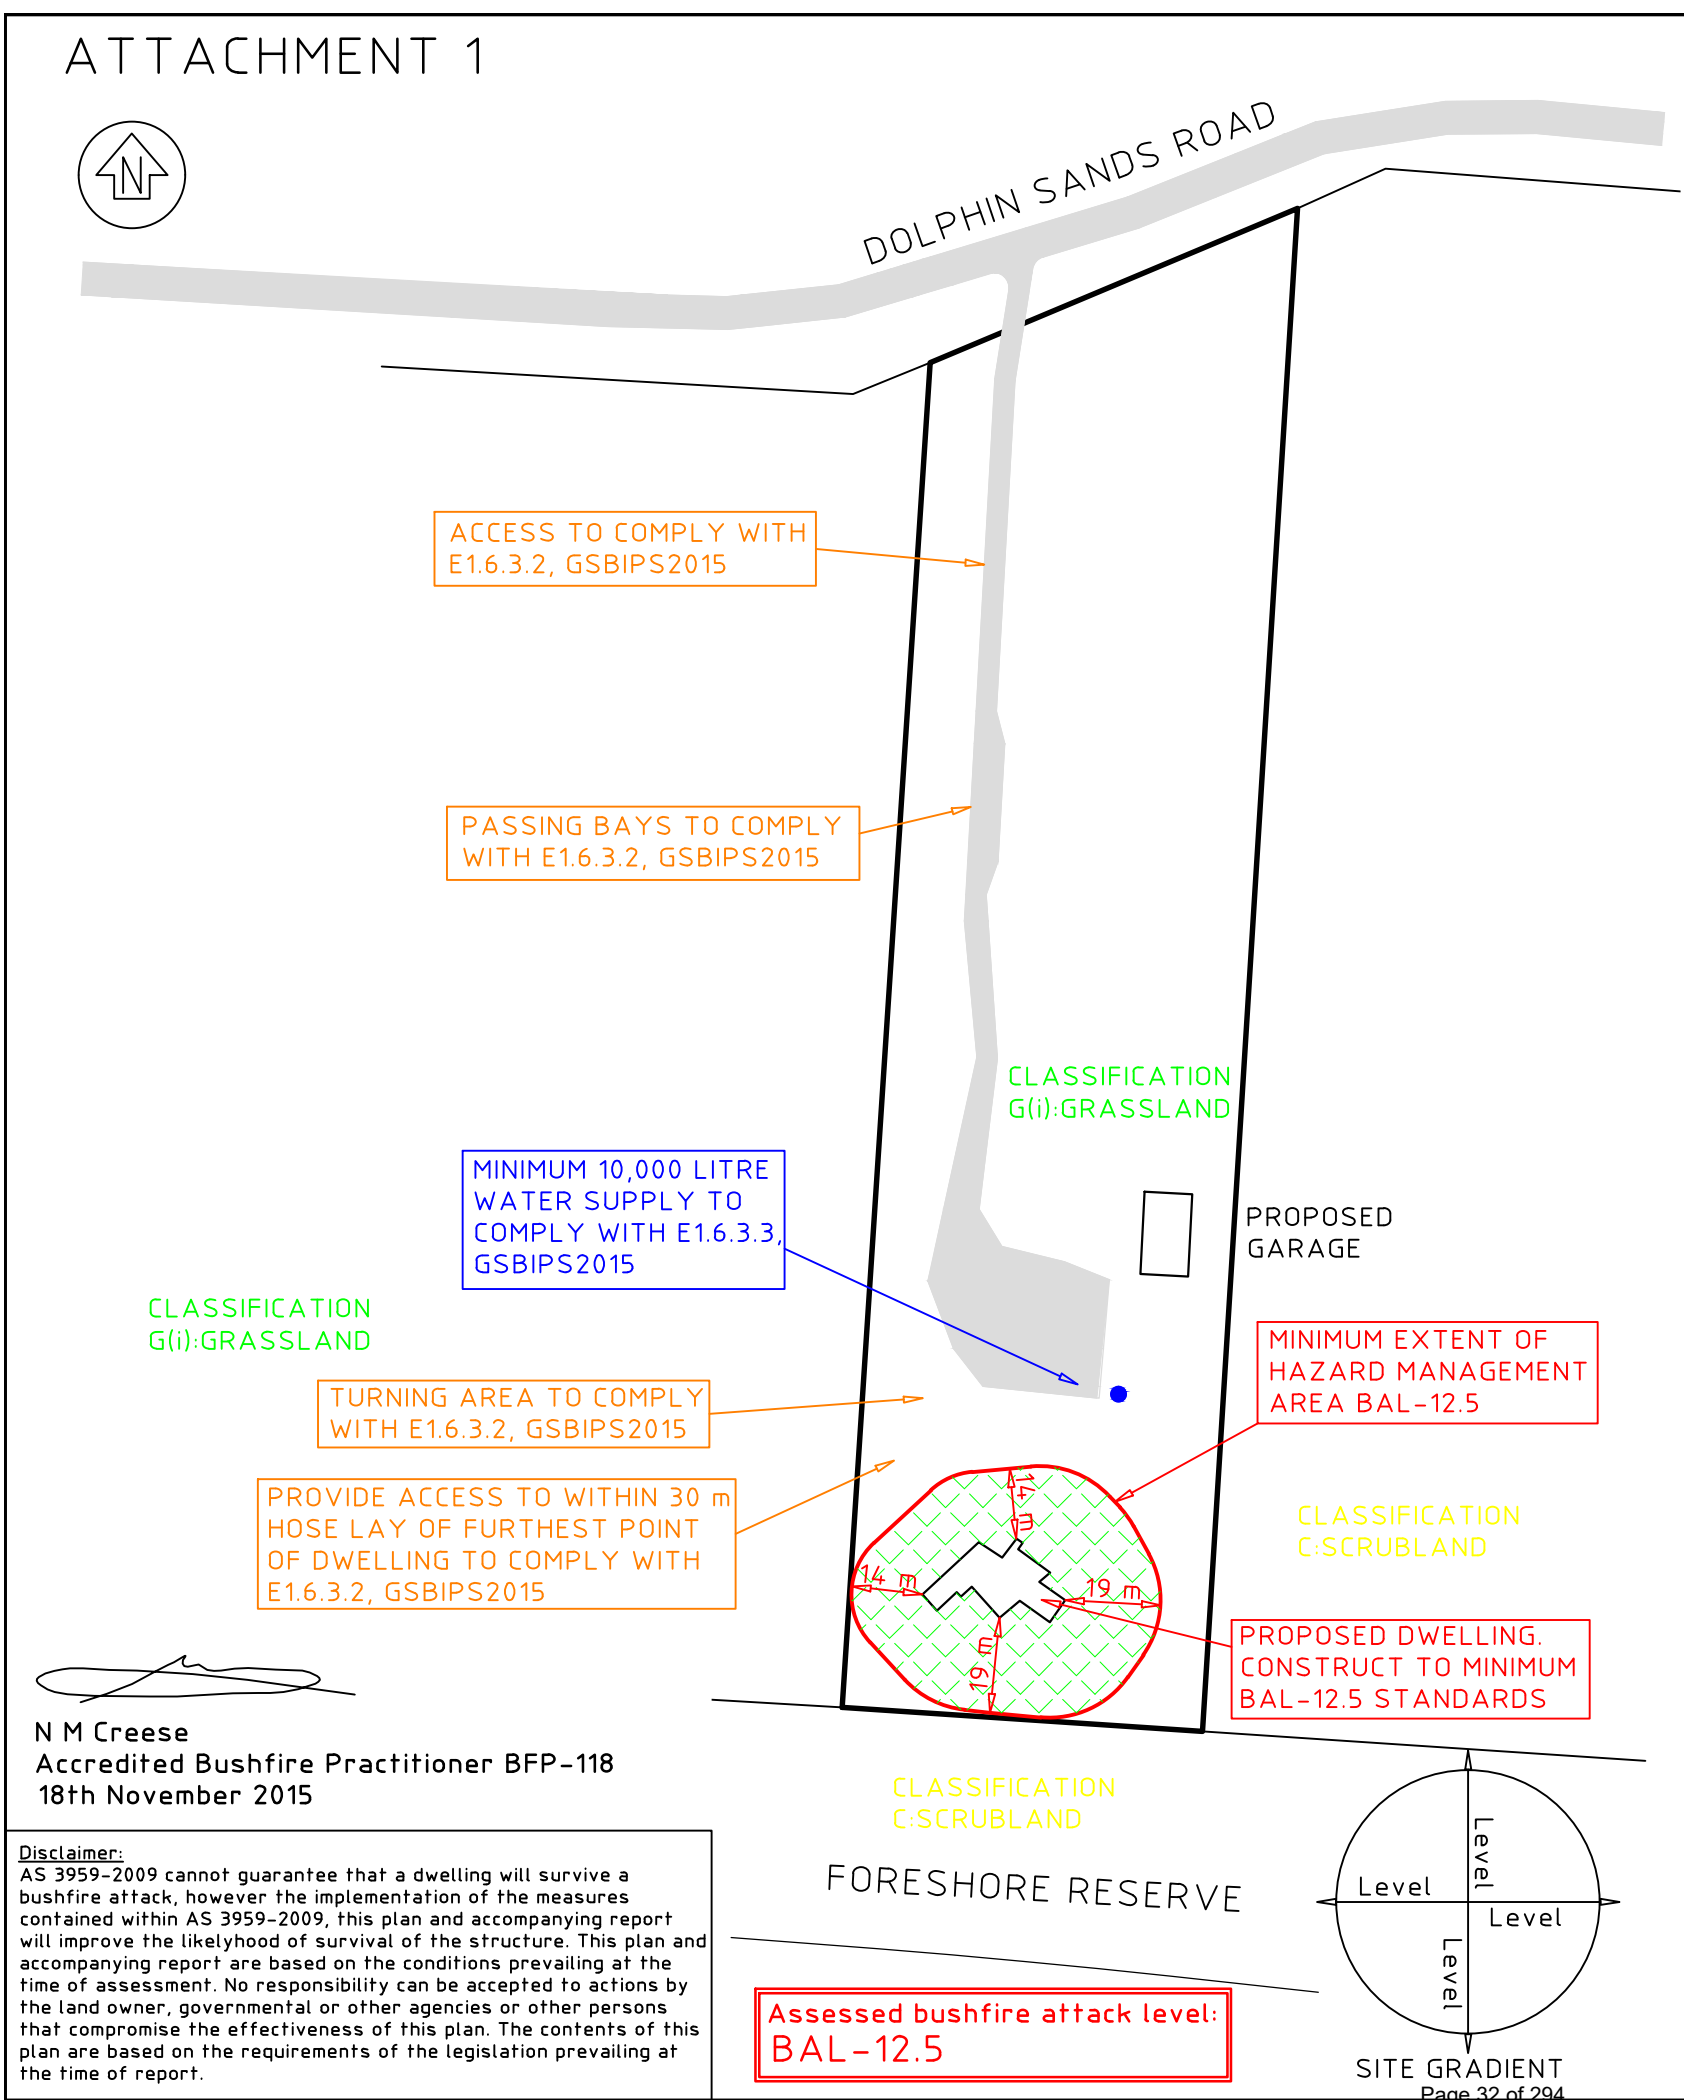 ATTACHMENT 1
N
DOLPHIN SANDS ROAD
ACCESS TO COMPLY WITH
E1.6.3.2, GSBIPS2015
PASSING BAYS TO COMPLY
WITH E1.6.3.2, GSBIPS2015
CLASSIFICATION
G(i):GRASSLAND
MINIMUM 10,000 LITRE
WATER SUPPLY TO
COMPLY WITH E1.6.3.3,
GSBIPS2015
PROPOSED
GARAGE
CLASSIFICATION
G(i):GRASSLAND
MINIMUM EXTENT OF
HAZARD MANAGEMENT
AREA BAL-12.5
TURNING AREA TO COMPLY
WITH E1.6.3.2, GSBIPS2015
PROVIDE ACCESS TO WITHIN 30 m
HOSE LAY OF FURTHEST POINT
OF DWELLING TO COMPLY WITH
E1.6.3.2, GSBIPS2015
CLASSIFICATION
C:SCRUBLAND
14 m
14 m
19 m
19 m
PROPOSED DWELLING.
CONSTRUCT TO MINIMUM
BAL-12.5 STANDARDS
N M Creese
Accredited Bushfire Practitioner BFP-118
18th November 2015
CLASSIFICATION
C:SCRUBLAND
FORESHORE RESERVE
Disclaimer:
AS 3959-2009 cannot guarantee that a dwelling will survive a
bushfire attack, however the implementation of the measures
contained within AS 3959-2009, this plan and accompanying report
will improve the likelyhood of survival of the structure. This plan and
accompanying report are based on the conditions prevailing at the
time of assessment. No responsibility can be accepted to actions by
the land owner, governmental or other agencies or other persons
that compromise the effectiveness of this plan. The contents of this
plan are based on the requirements of the legislation prevailing at
the time of report.
Assessed bushfire attack level:
BAL-12.5
Level
Level
Level
Level
SITE GRADIENT
Page 32 of 294